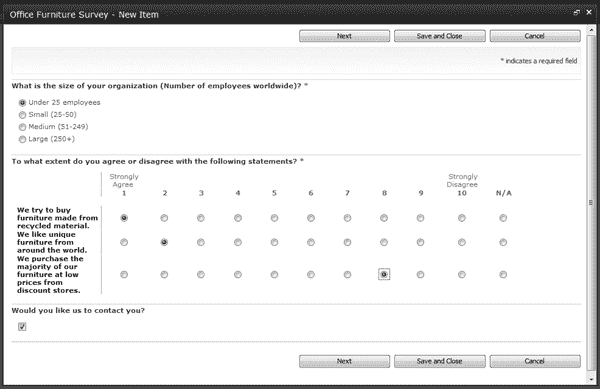 Office Furniture Survey - New Item
Next Save and Close Cancel
* indicates a required field
What is the size of your organization (Number of employees worldwide)? *
Under 25 employees
Small (25-50)
Medium (51-249)
Large (250+)
To what extent do you agree or disagree with the following statements? *
Strongly Strongly
Agree Disagree
1 2 3 4 5 6 7 8 9 10 N/A
We try to buy
furniture made from
recycled material.
We like unique
furniture from
around the world.
We purchase the
majority of our
furniture at low
prices from
discount stores.
Would you like us to contact you?
Next Save and Close Cancel